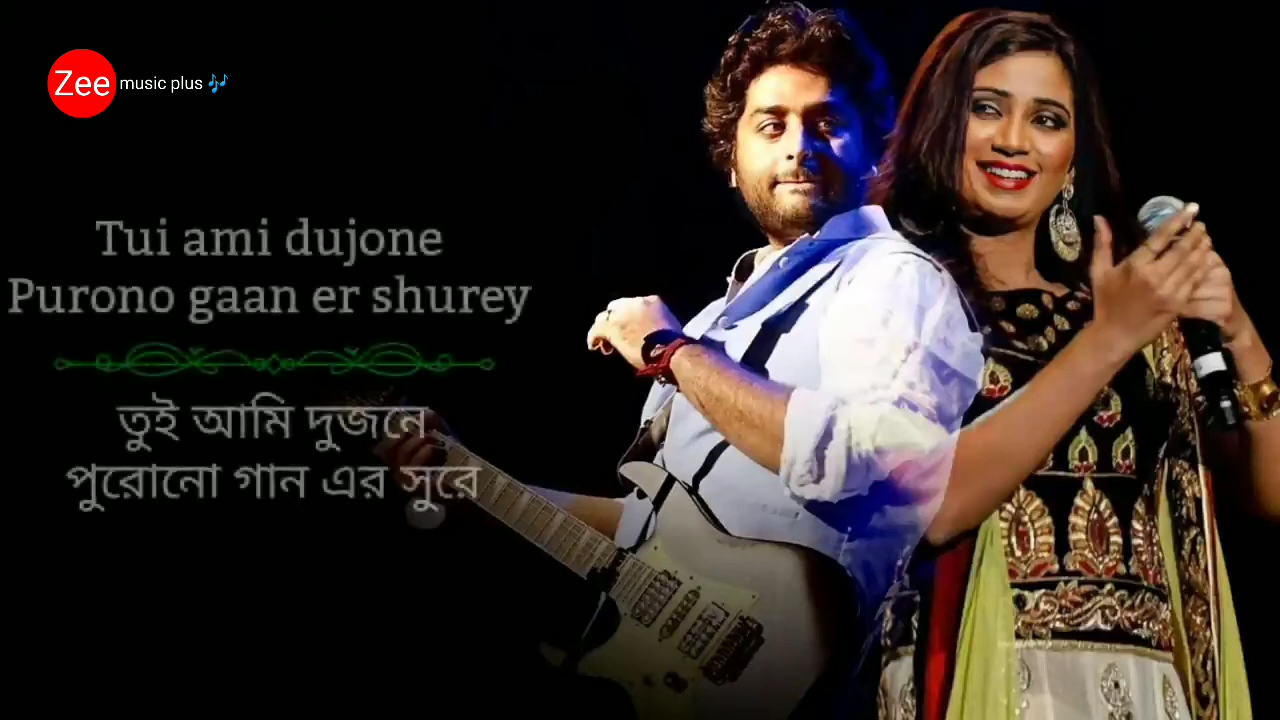 Zee music plus 🎶
Tui ami dujone
Purono gaan er shurey
তুই আমি দুজনে
পুরোনো গান এর সুরে